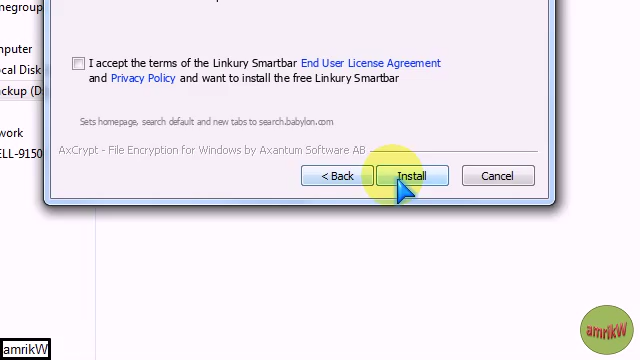 negroup
mputer
ocal Disk
ackup (D:
work
ELL-9150
I accept the terms of the Linkury Smartbar End User License Agreement
and Privacy Policy and want to install the free Linkury Smartbar
Sets homepage, search default and new tabs to search.babylon.com
AxCrypt - File Encryption for Windows by Axantum Software AB
< Back
Install
Cancel
amrikW
amrikW